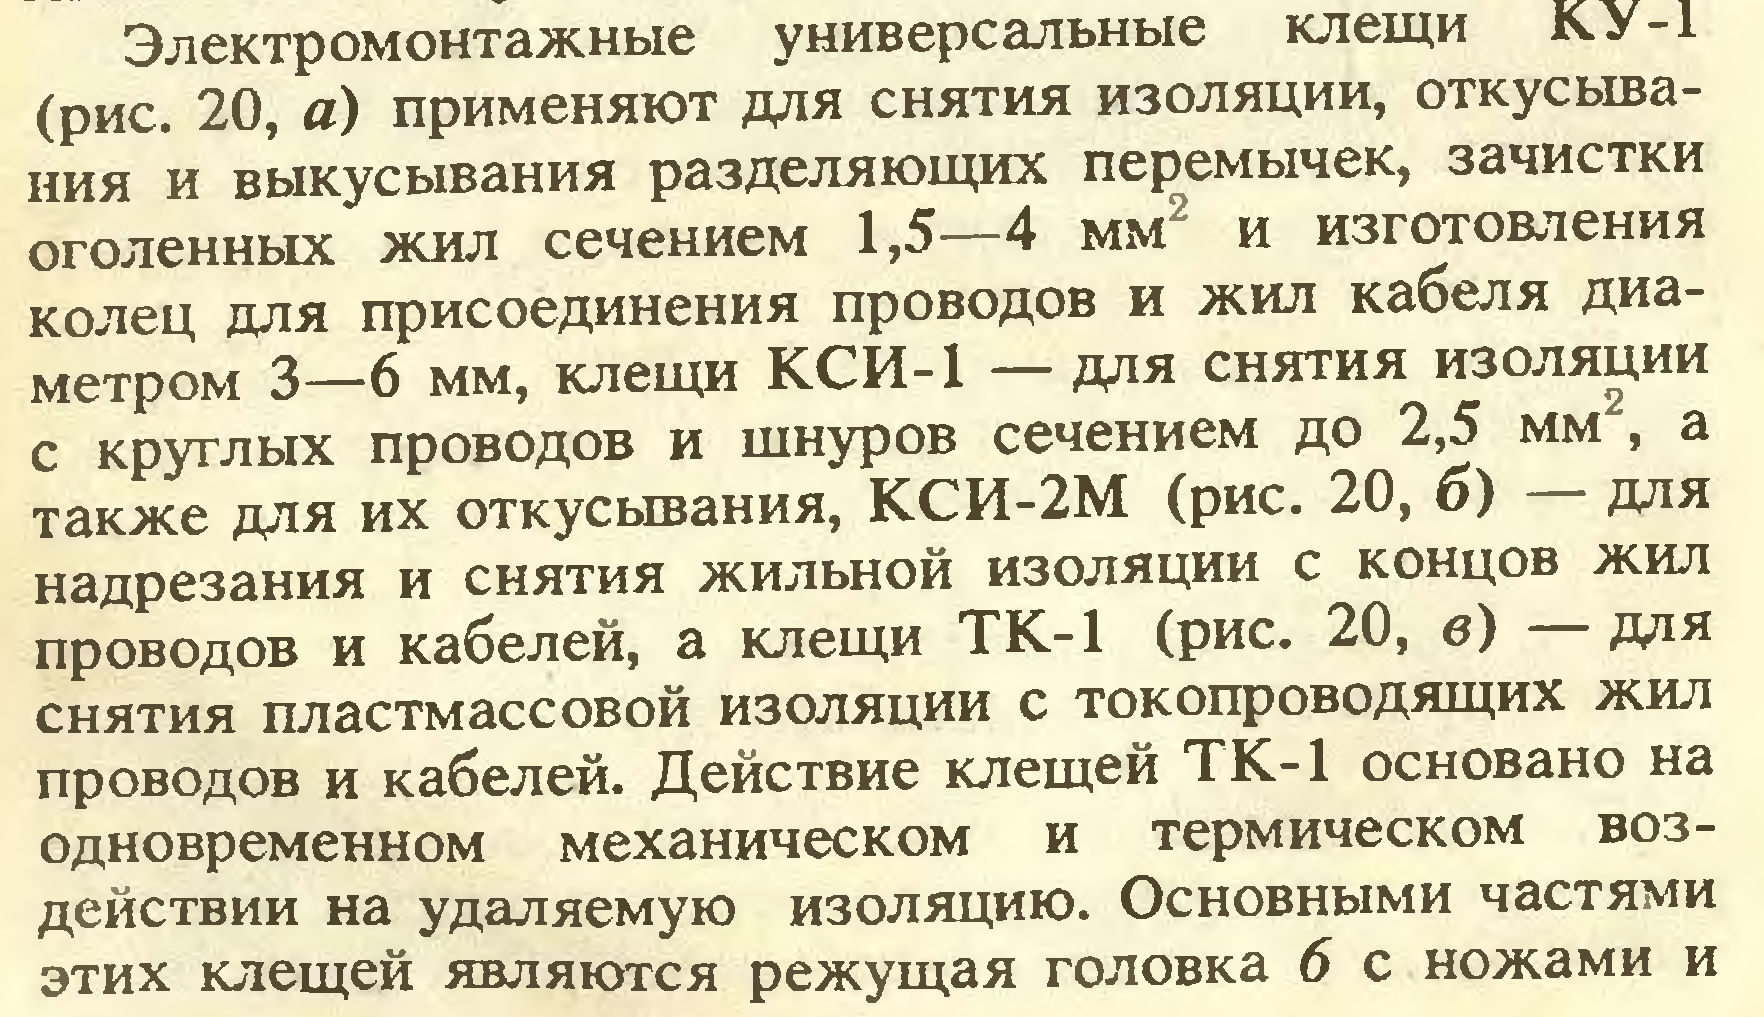 Электромонтажные универсальные клещи КУ-1
(рис. 20, а) применяют для снятия изоляции, откусыва-
ния и выкусывания разделяющих перемычек, зачистки
оголенных жил сечением 1,5—4 мм² и изготовления
колец для присоединения проводов и жил кабеля диа-
метром 3—6 мм, клещи КСИ-1 — для снятия изоляции
с круглых проводов и шнуров сечением до 2,5 мм², а
также для их откусывания, КСИ-2М (рис. 20, б) — для
надрезания и снятия жильной изоляции с концов жил
проводов и кабелей, а клещи ТК-1 (рис. 20, в) — для
снятия пластмассовой изоляции с токопроводящих жил
проводов и кабелей. Действие клещей ТК-1 основано на
одновременном механическом и термическом воз-
действии на удаляемую изоляцию. Основными частями
этих клещей являются режущая головка 6 с ножами и